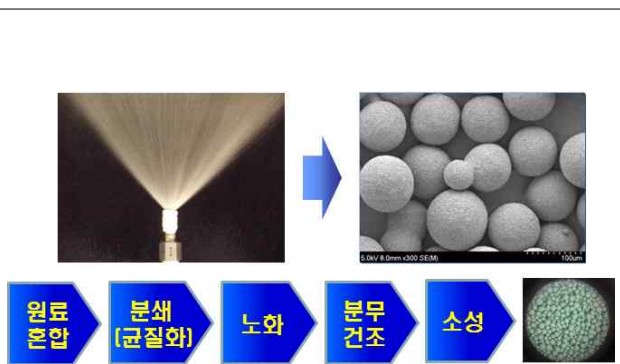 5.0kV 8.0mm x300 SE(M)
100um
원료
혼합
분쇄
(균질화)
노화
분무
건조
소성